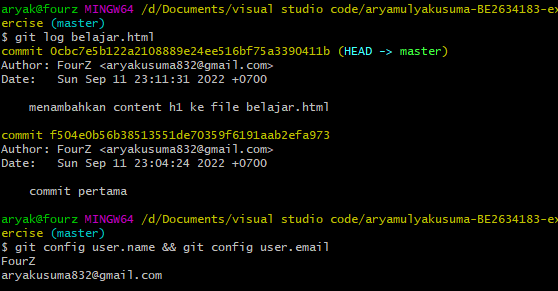 aryak@fourz MINGW64 /d/Documents/visual studio code/aryamulyakusuma-BE2634183-ex
ercise (master)
$ git log belajar.html
commit 0cbc7e5b122a2108889e24ee516bf75a3390411b (HEAD -> master)
Author: FourZ <aryakusuma832@gmail.com>
Date:   Sun Sep 11 23:11:31 2022 +0700

    menambahkan content h1 ke file belajar.html

commit f504e0b56b38513551de70359f6191aab2efa973
Author: FourZ <aryakusuma832@gmail.com>
Date:   Sun Sep 11 23:04:24 2022 +0700

    commit pertama

aryak@fourz MINGW64 /d/Documents/visual studio code/aryamulyakusuma-BE2634183-ex
ercise (master)
$ git config user.name && git config user.email
FourZ
aryakusuma832@gmail.com